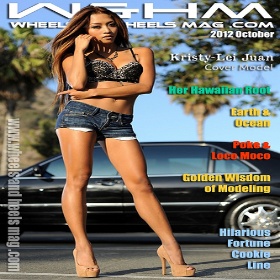 W&HM
WHEELS AND HEELS MAG.COM
2012 October
Kristy-Lei Juan
Cover Model
Her Hawaiian Root
Earth &
Ocean
Poke &
Loco Moco
Golden Wisdom
of Modeling
Hilarious
Fortune
Cookie
Line
www.wheelsandheelsmag.com